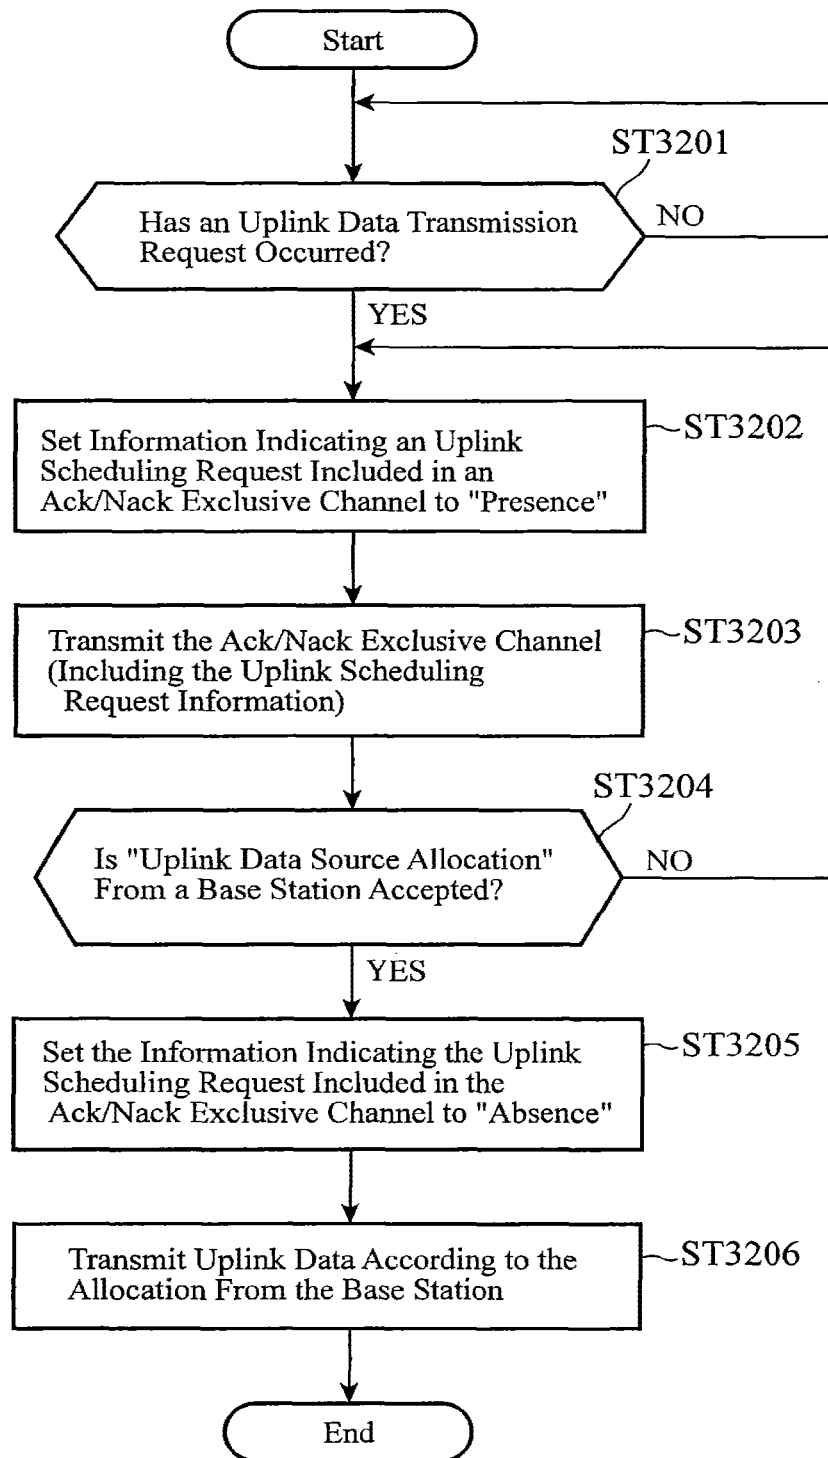 Start
ST3201
Has an Uplink Data Transmission
Request Occurred?
NO
YES
ST3202
Set Information Indicating an Uplink
Scheduling Request Included in an
Ack/Nack Exclusive Channel to "Presence"
ST3203
Transmit the Ack/Nack Exclusive Channel
(Including the Uplink Scheduling
Request Information)
ST3204
Is "Uplink Data Source Allocation"
From a Base Station Accepted?
NO
YES
ST3205
Set the Information Indicating the Uplink
Scheduling Request Included in the
Ack/Nack Exclusive Channel to "Absence"
ST3206
Transmit Uplink Data According to the
Allocation From the Base Station
End